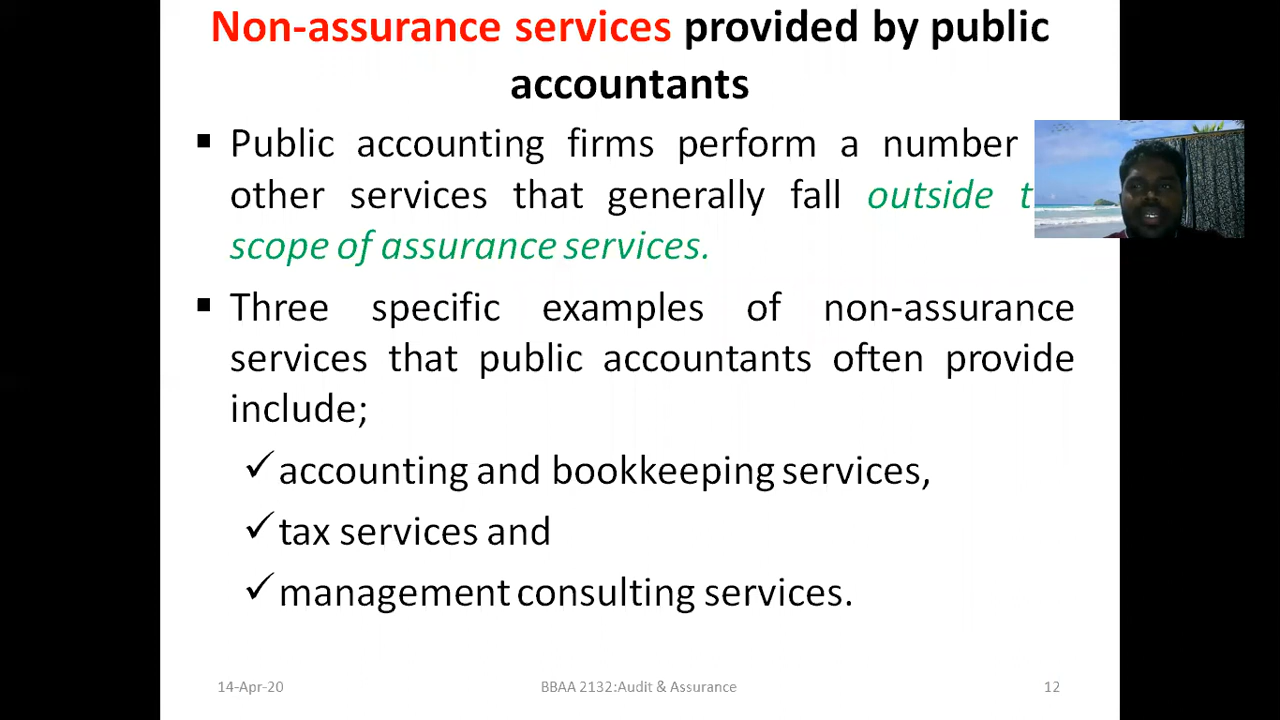 Non-assurance services provided by public
accountants
▪ Public accounting firms perform a number
other services that generally fall outside
scope of assurance services.
▪ Three specific examples of non-assurance
services that public accountants often provide
include;
✓ accounting and bookkeeping services,
✓ tax services and
✓ management consulting services.
14-Apr-20 BBAA 2132:Audit & Assurance 12